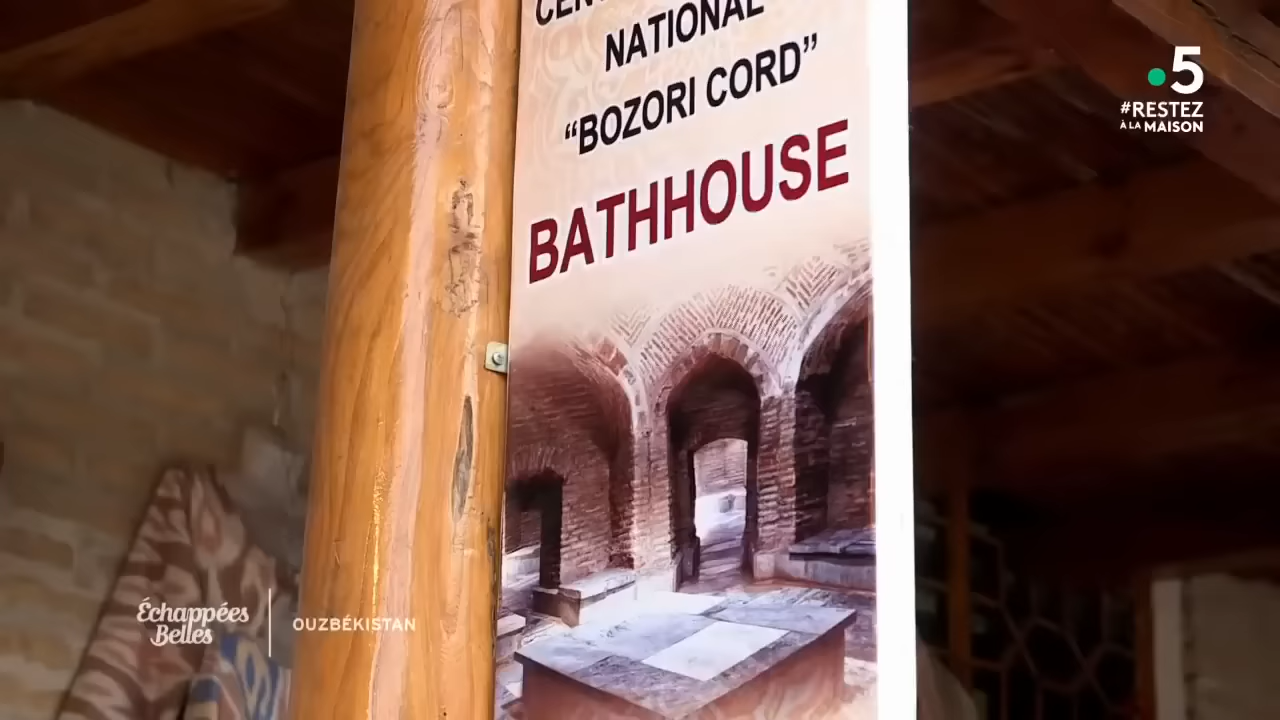 NATIONAL
“BOZORI CORD”
BATHHOUSE
5
#RESTEZ
À LA MAISON
Échappées
Belles
OUZBÉKISTAN